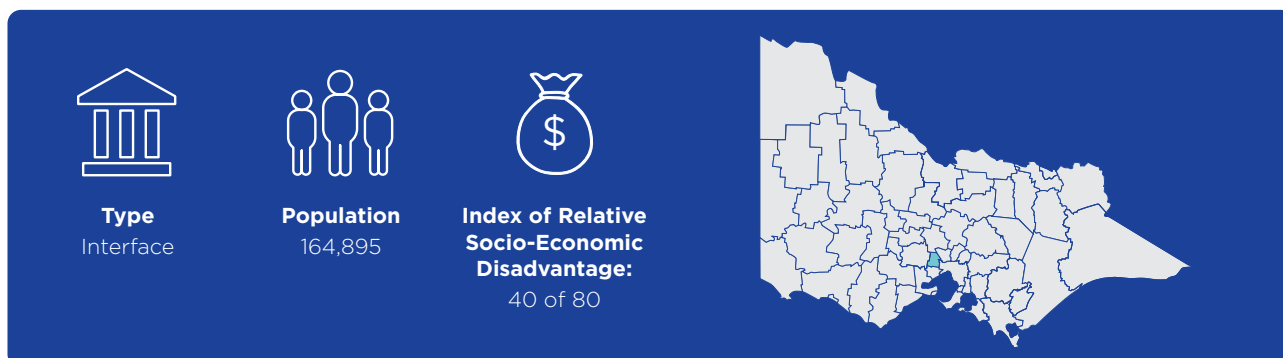 $
Type
Interface
Population
164,895
Index of Relative
Socio-Economic
Disadvantage:
40 of 80